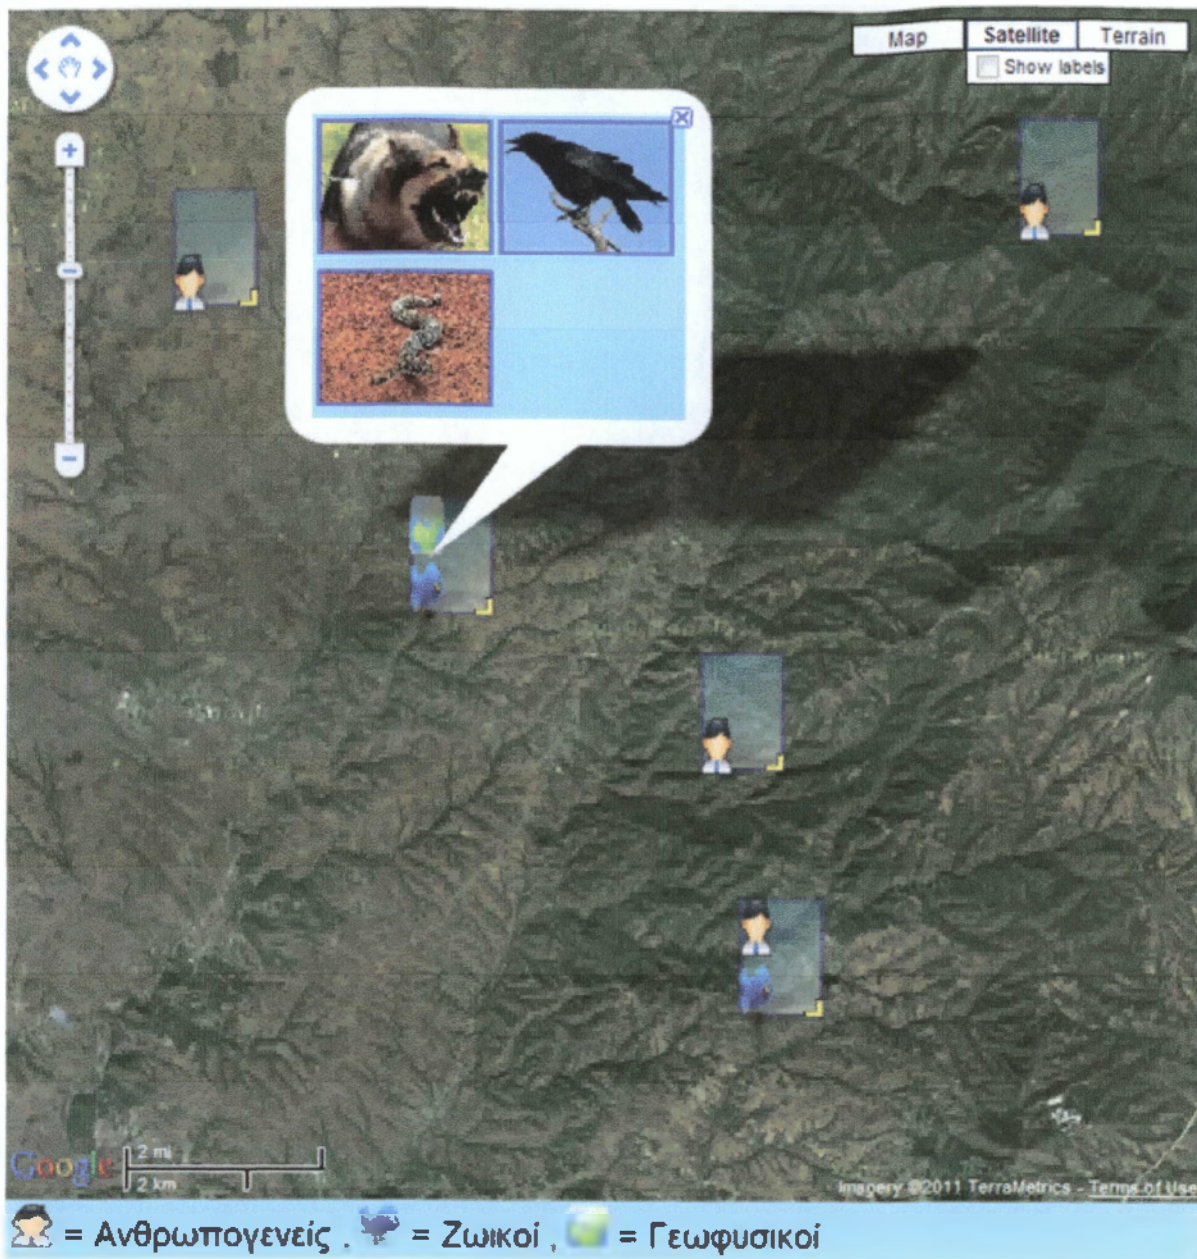 Map Satellite Terrain
Show labels
Google
2 mi
2 km
Imagery ©2011 TerraMetrics - Terms of Use
= Ανθρωπογενείς , = Ζωικοί , = Γεωφυσικοί